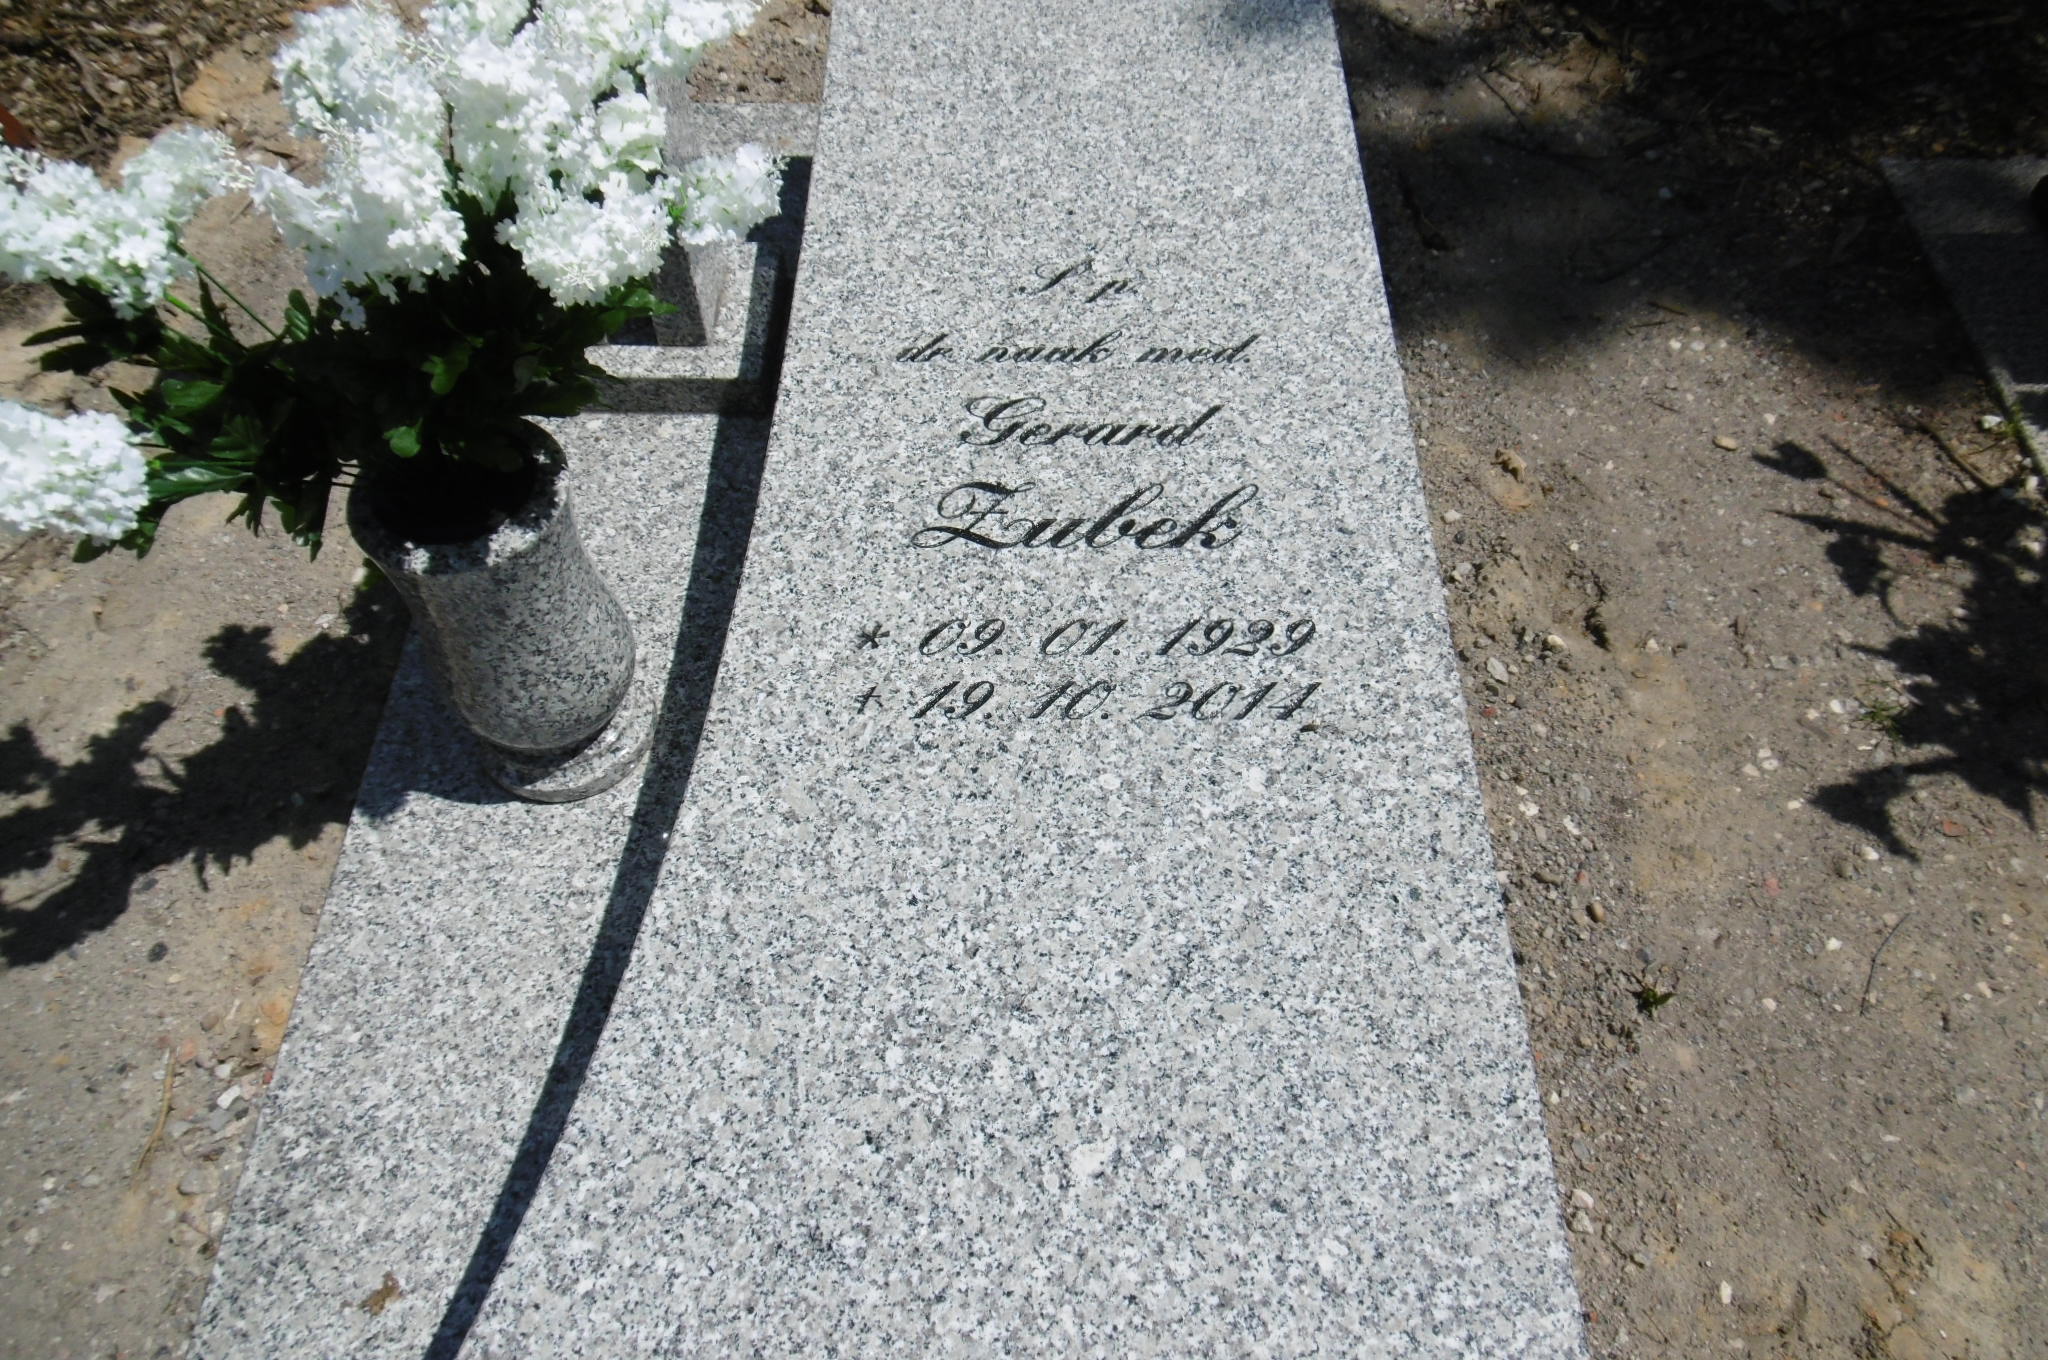 Ś p
dr nauk med.
Gerard
Zubek
* 09. 01. 1929
+ 19. 10. 2014